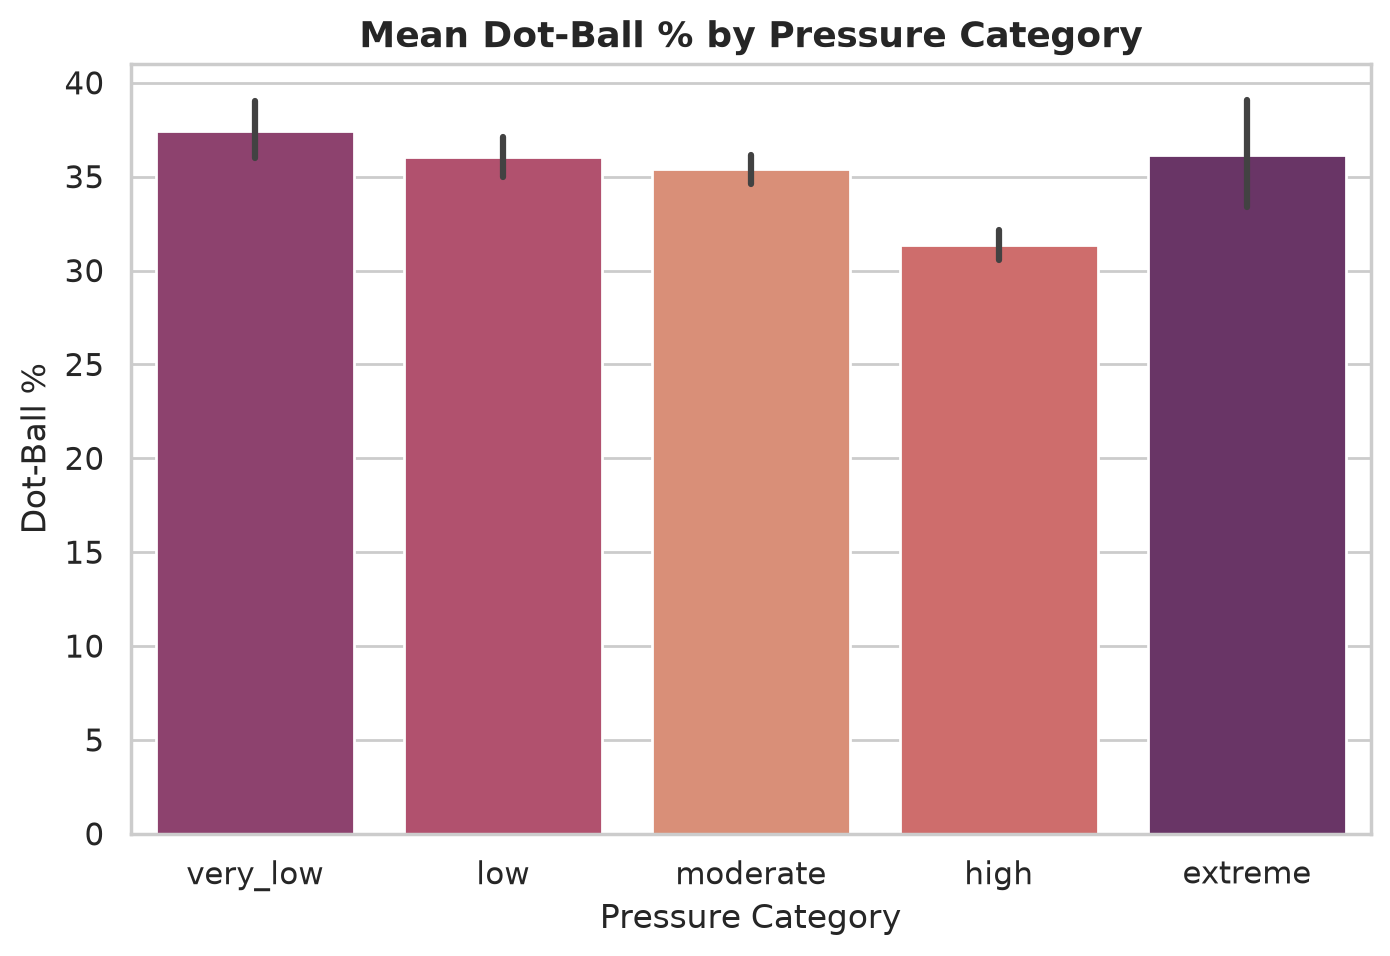 Mean Dot-Ball % by Pressure Category
Dot-Ball %
40
35
30
25
20
15
10
5
0
very_low low moderate high extreme
Pressure Category